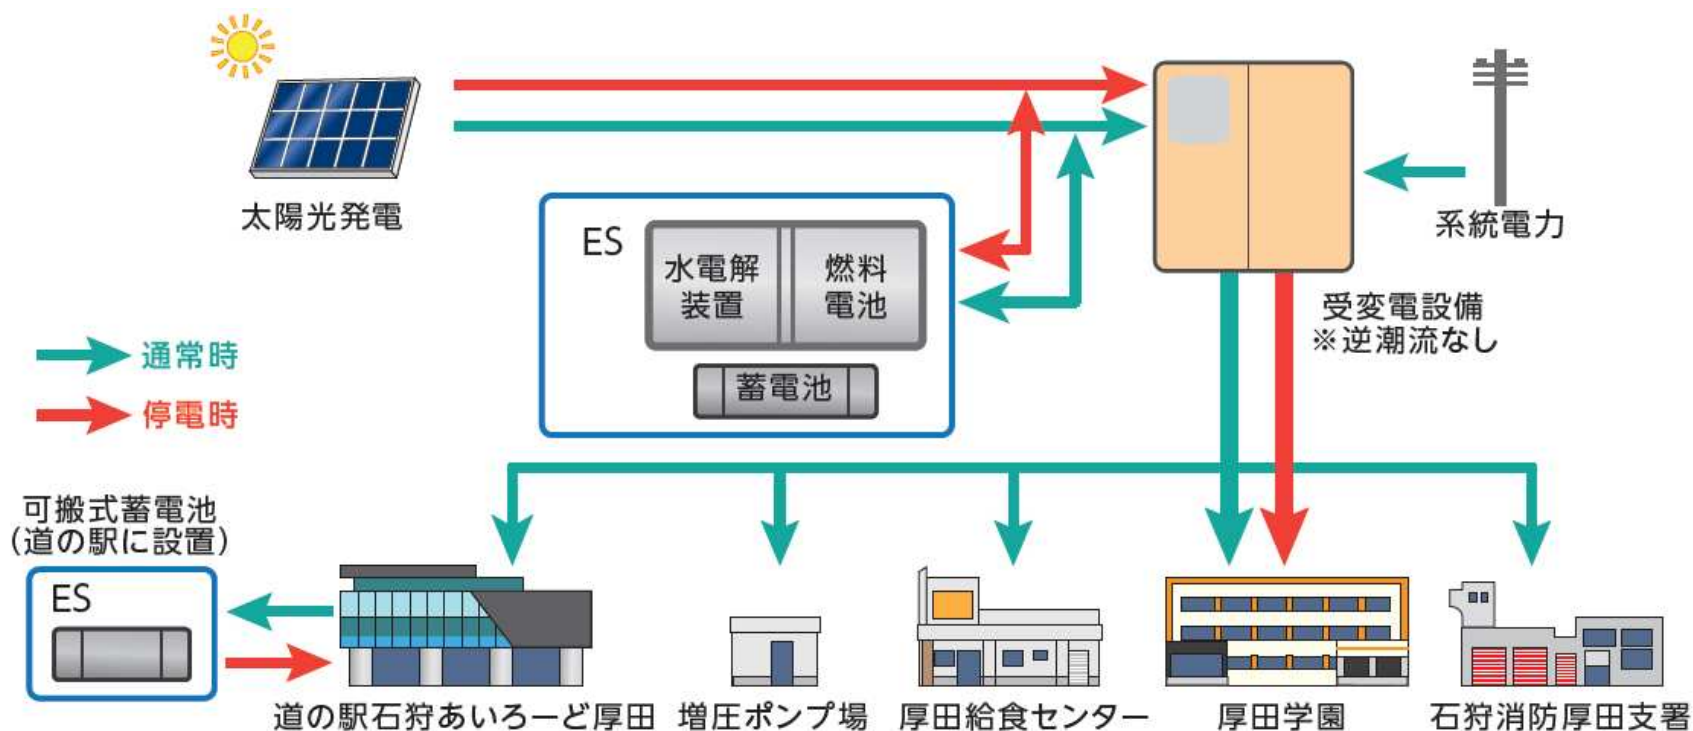 太陽光発電
ES
水電解
装置
燃料
電池
蓄電池
系統電力
受変電設備
※逆潮流なし
通常時
停電時
可搬式蓄電池
(道の駅に設置)
ES
道の駅石狩あいろーど厚田
増圧ポンプ場
厚田給食センター
厚田学園
石狩消防厚田支署